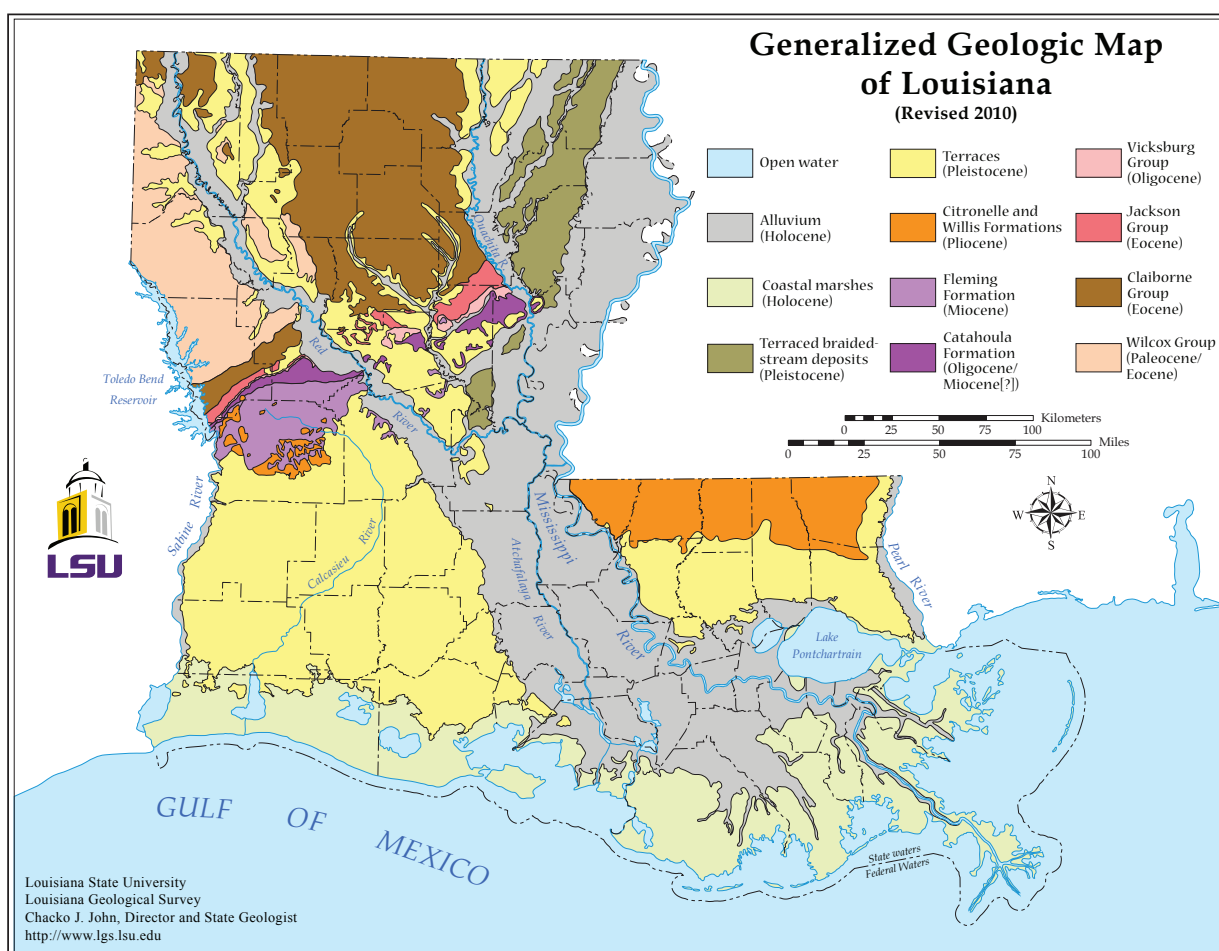 Generalized Geologic Map
of Louisiana
(Revised 2010)
Open water
Alluvium
(Holocene)
Coastal marshes
(Holocene)
Terraced braided-
stream deposits
(Pleistocene)
Terraces
(Pleistocene)
Citronelle and
Willis Formations
(Pliocene)
Fleming
Formation
(Miocene)
Catahoula
Formation
(Oligocene/
Miocene[?])
Vicksburg
Group
(Oligocene)
Jackson
Group
(Eocene)
Claiborne
Group
(Eocene)
Wilcox Group
(Paleocene/
Eocene)
Kilometers
0 25 50 75 100
Miles
0 25 50 75 100
N
W E
S
Ouachita R.
Red
River
Toledo Bend
Reservoir
Sabine River
Calcasieu River
Atchafalaya River
Mississippi
River
Pearl River
Lake
Pontchartrain
LSU
GULF OF MEXICO
State waters
Federal Waters
Louisiana State University
Louisiana Geological Survey
Chacko J. John, Director and State Geologist
http://www.lgs.lsu.edu